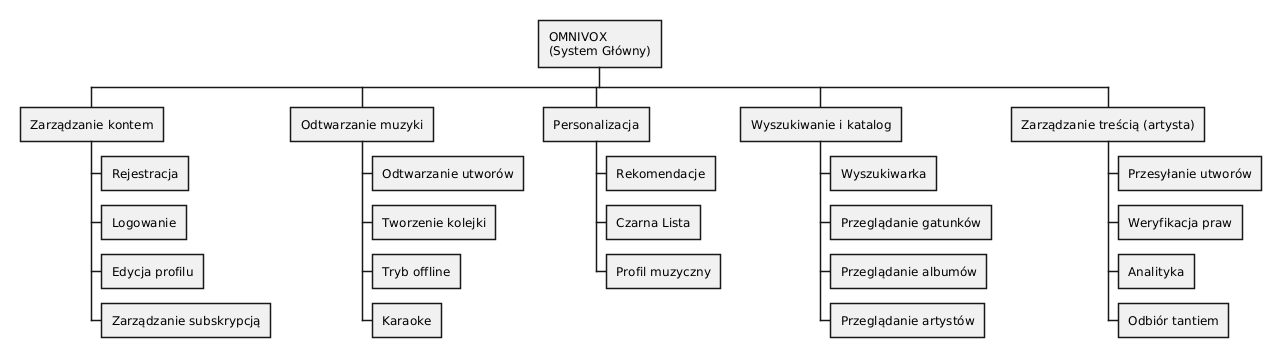 OMNIVOX
(System Główny)
Zarządzanie kontem
Rejestracja
Logowanie
Edycja profilu
Zarządzanie subskrypcją
Odtwarzanie muzyki
Odtwarzanie utworów
Tworzenie kolejki
Tryb offline
Karaoke
Personalizacja
Rekomendacje
Czarna Lista
Profil muzyczny
Wyszukiwanie i katalog
Wyszukiwarka
Przeglądanie gatunków
Przeglądanie albumów
Przeglądanie artystów
Zarządzanie treścią (artysta)
Przesyłanie utworów
Weryfikacja praw
Analityka
Odbiór tantiem